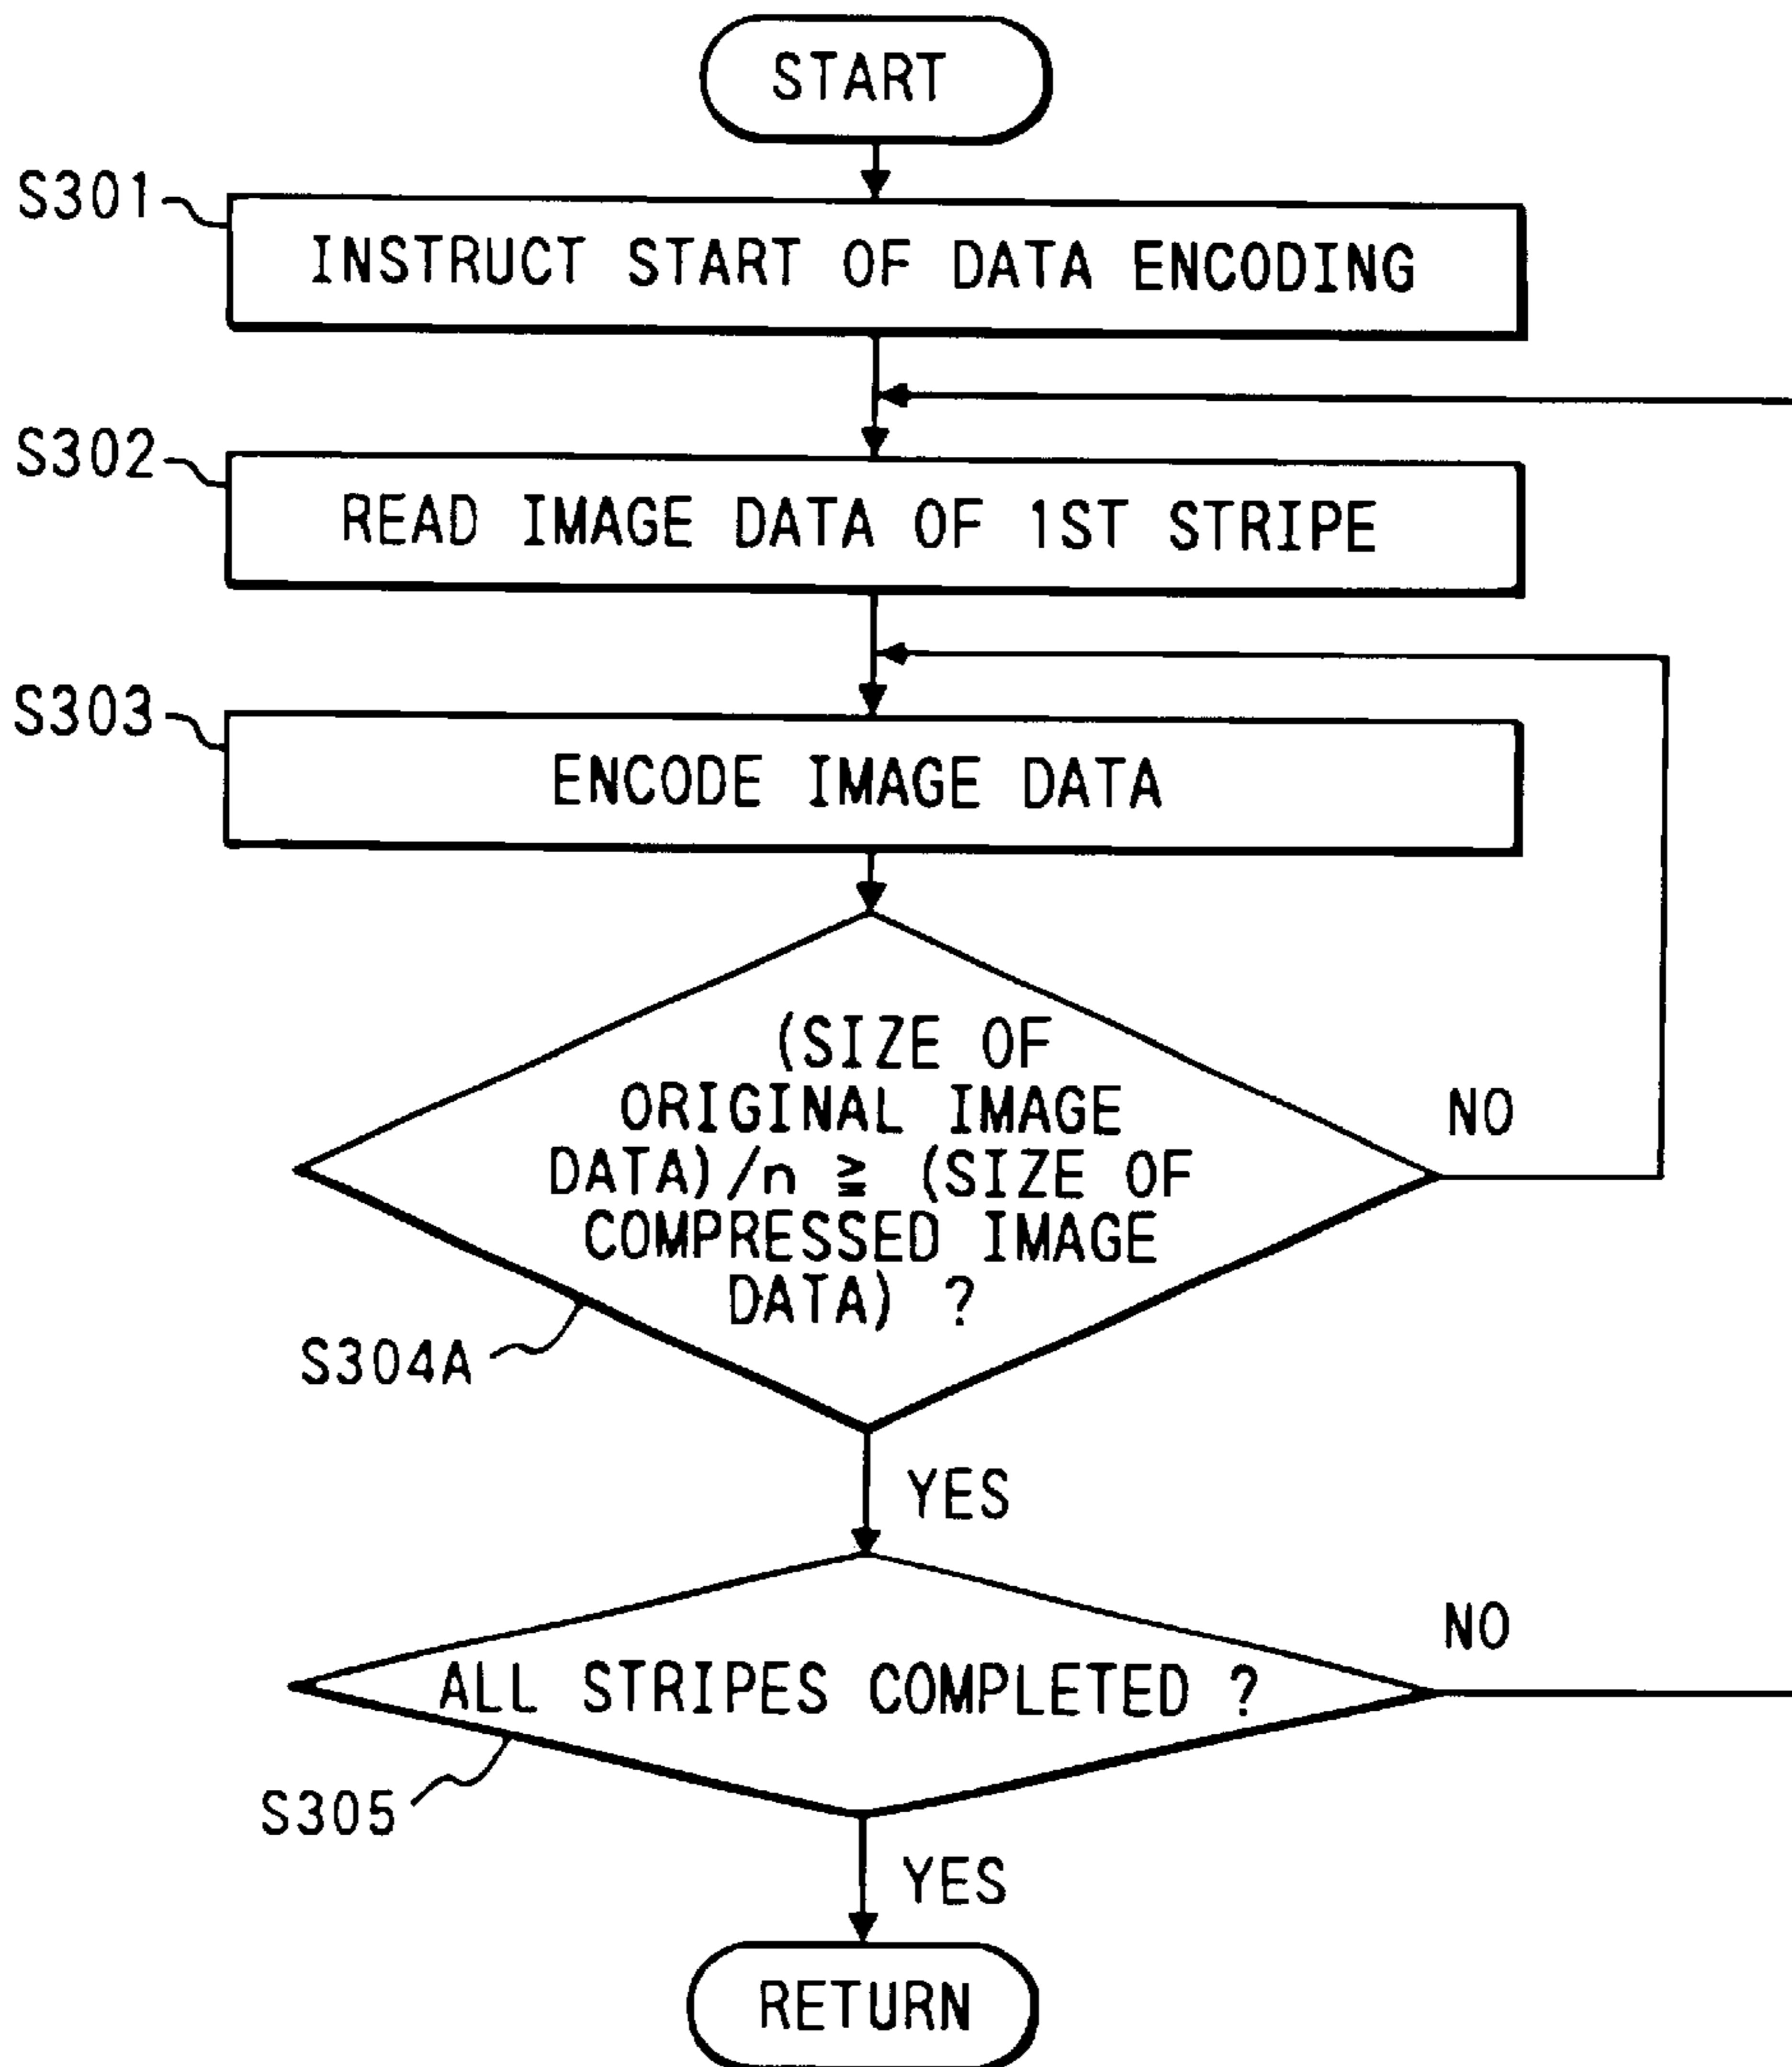 START
S301
INSTRUCT START OF DATA ENCODING
S302
READ IMAGE DATA OF 1ST STRIPE
S303
ENCODE IMAGE DATA
(SIZE OF
ORIGINAL IMAGE
DATA)/n ≧ (SIZE OF
COMPRESSED IMAGE
DATA) ?
NO
S304A
YES
ALL STRIPES COMPLETED ?
NO
S305
YES
RETURN